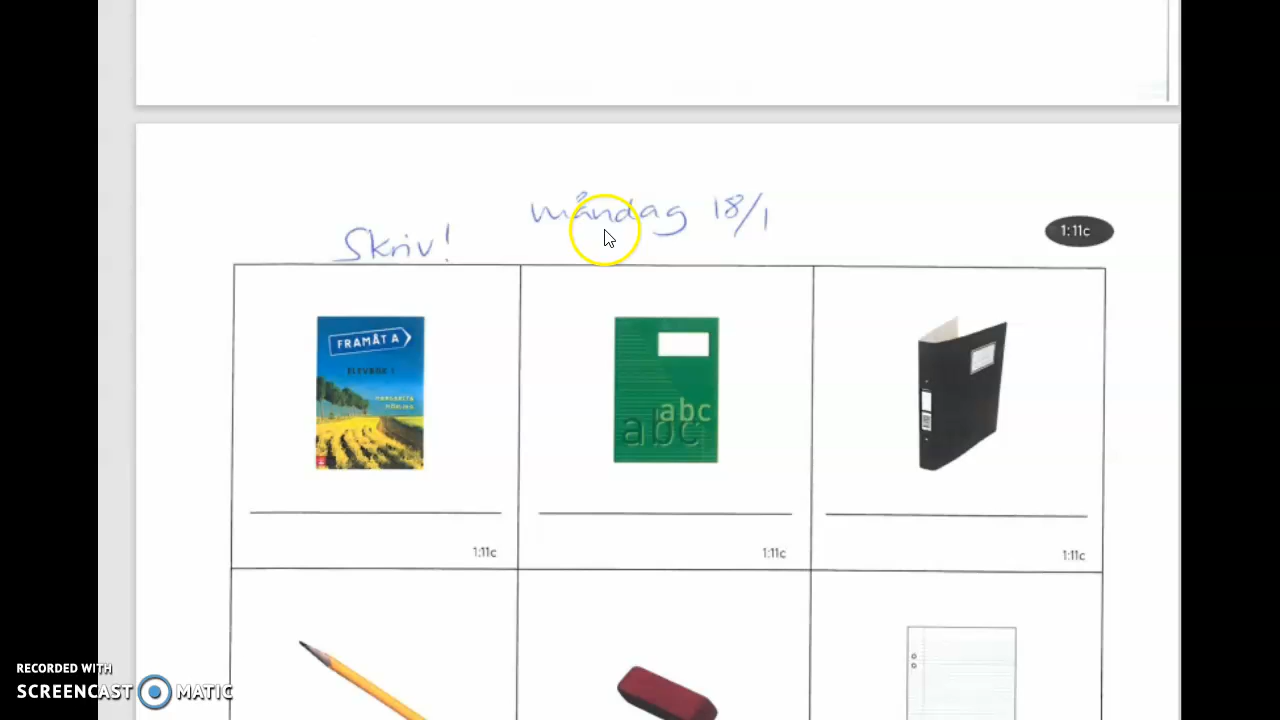 måndag 18/1
Skriv!
1:11c
FRAMÅT A
ELEVBOK 1
abc
abc
1:11c
1:11c
1:11c
RECORDED WITH
SCREENCAST MATIC